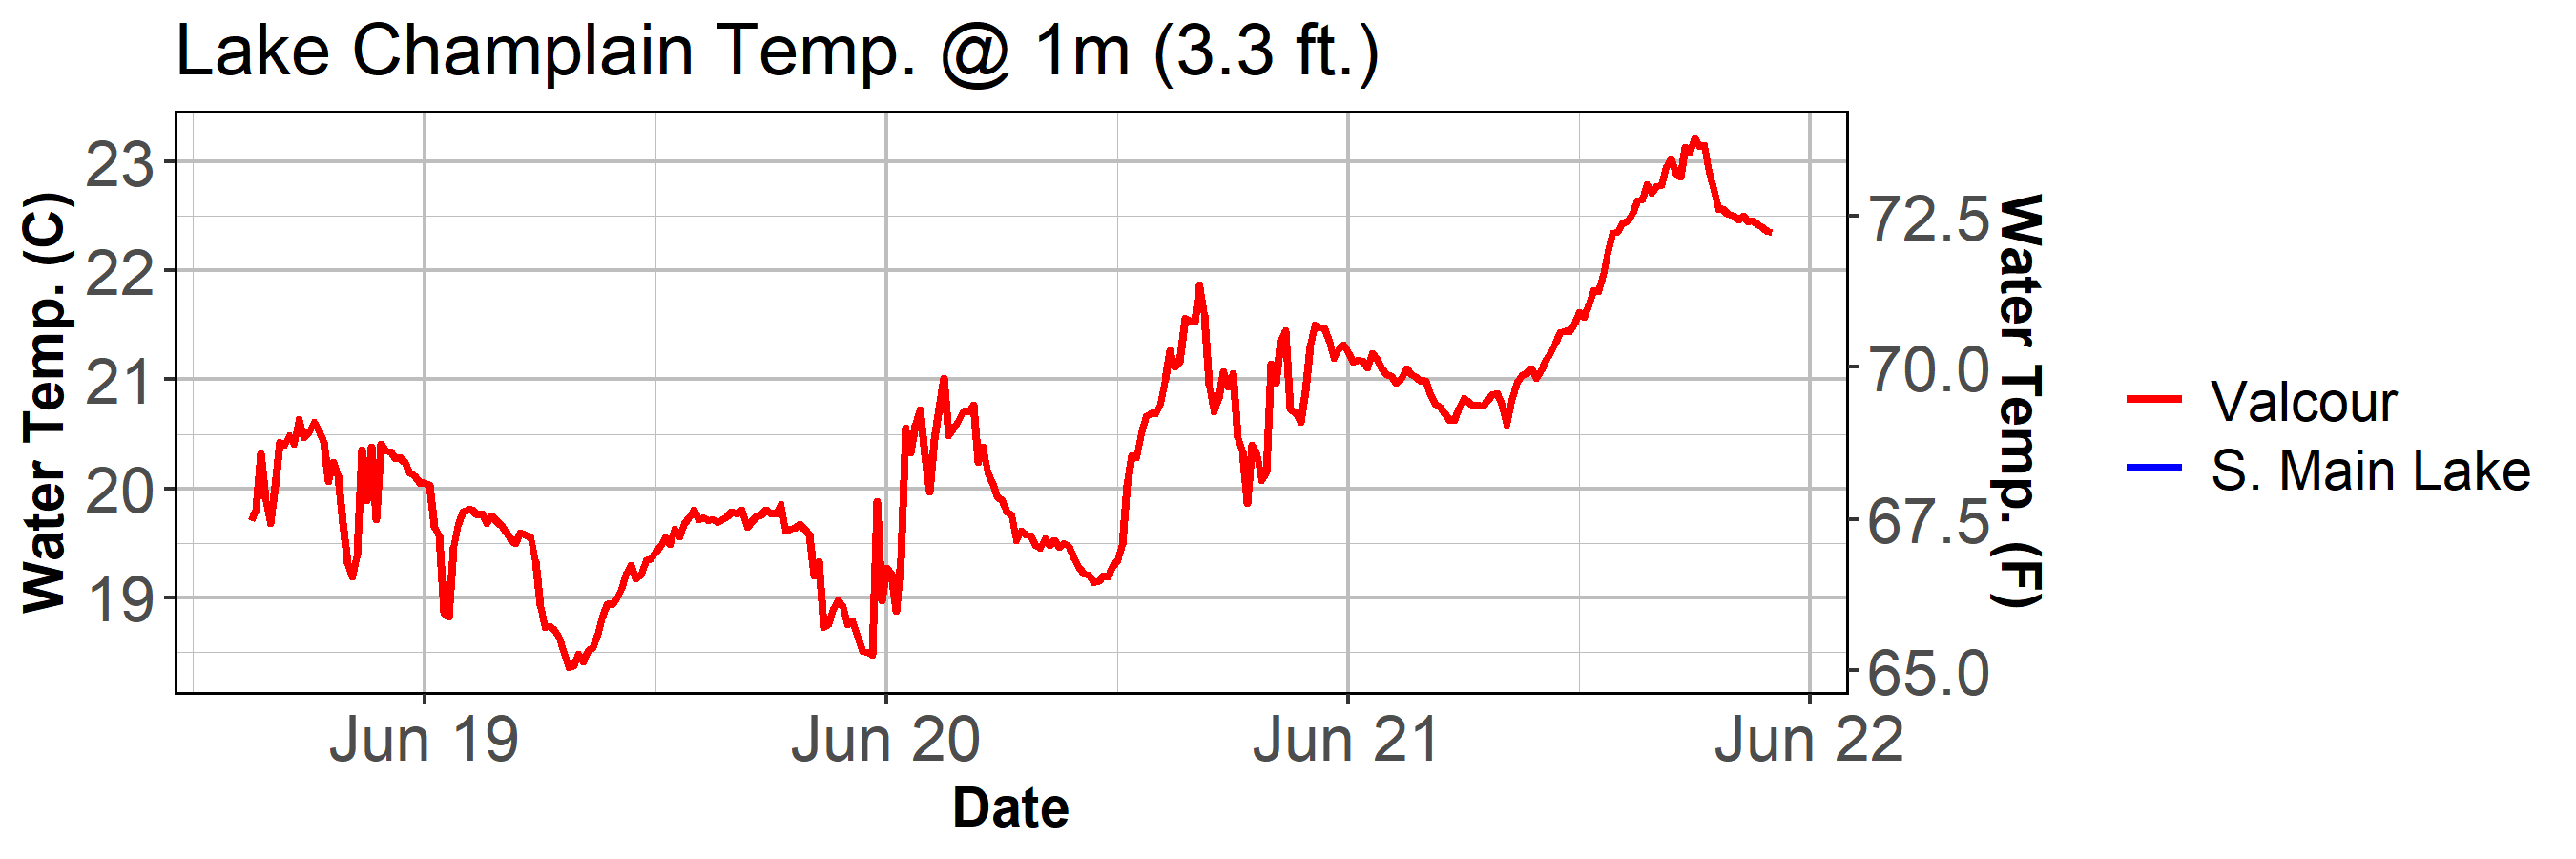 Lake Champlain Temp. @ 1m (3.3 ft.)
Water Temp. (C)
23
22
21
20
19
72.5
70.0
67.5
65.0
Water Temp. (F)
Jun 19
Jun 20
Jun 21
Jun 22
Date
Valcour
S. Main Lake